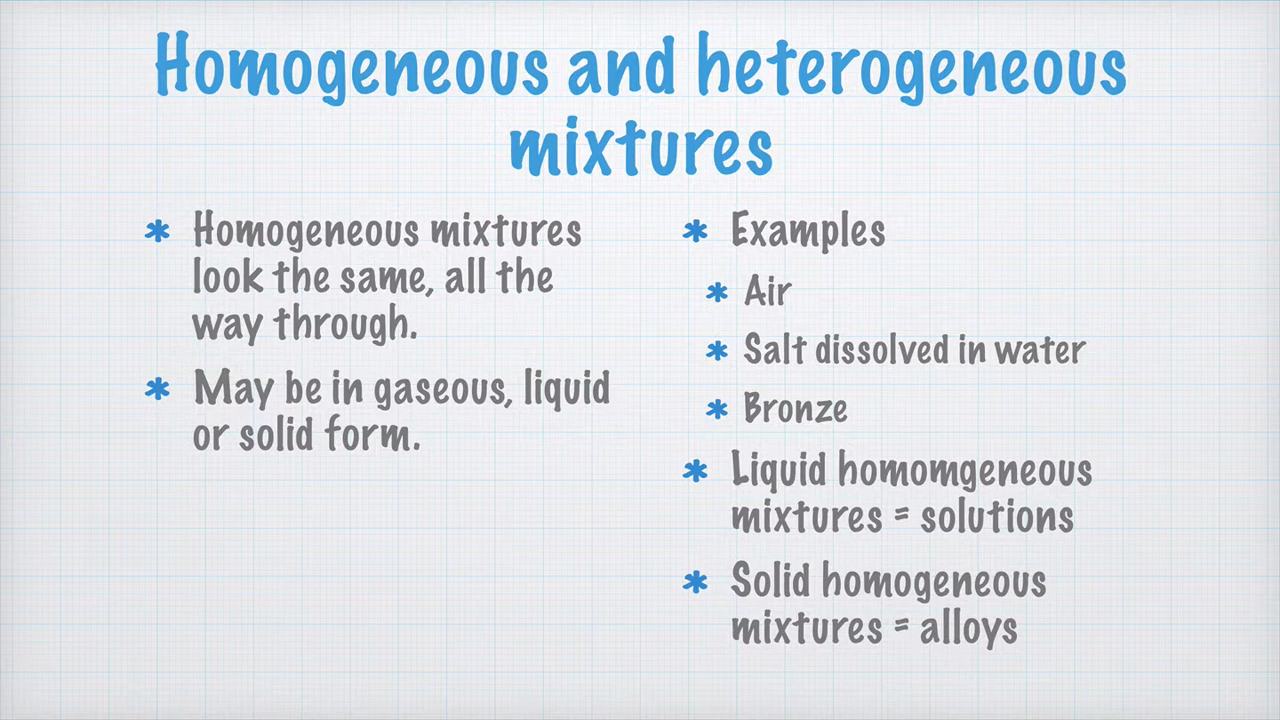 Homogeneous and heterogeneous
mixtures
* Homogeneous mixtures
look the same, all the
way through.
* May be in gaseous, liquid
or solid form.
* Examples
* Air
* Salt dissolved in water
* Bronze
* Liquid homomgeneous
mixtures = solutions
* Solid homogeneous
mixtures = alloys